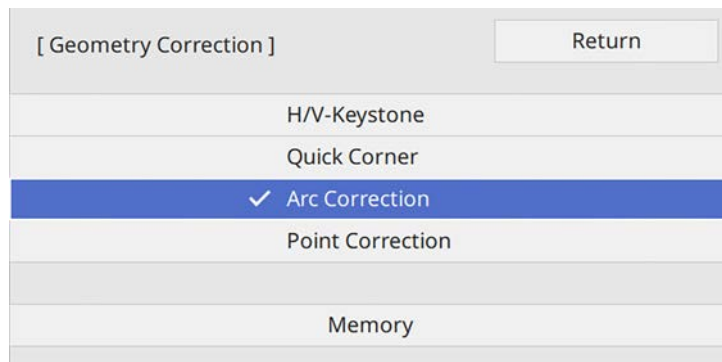 [ Geometry Correction ]
Return
H/V-Keystone
Quick Corner
Arc Correction
Point Correction
Memory